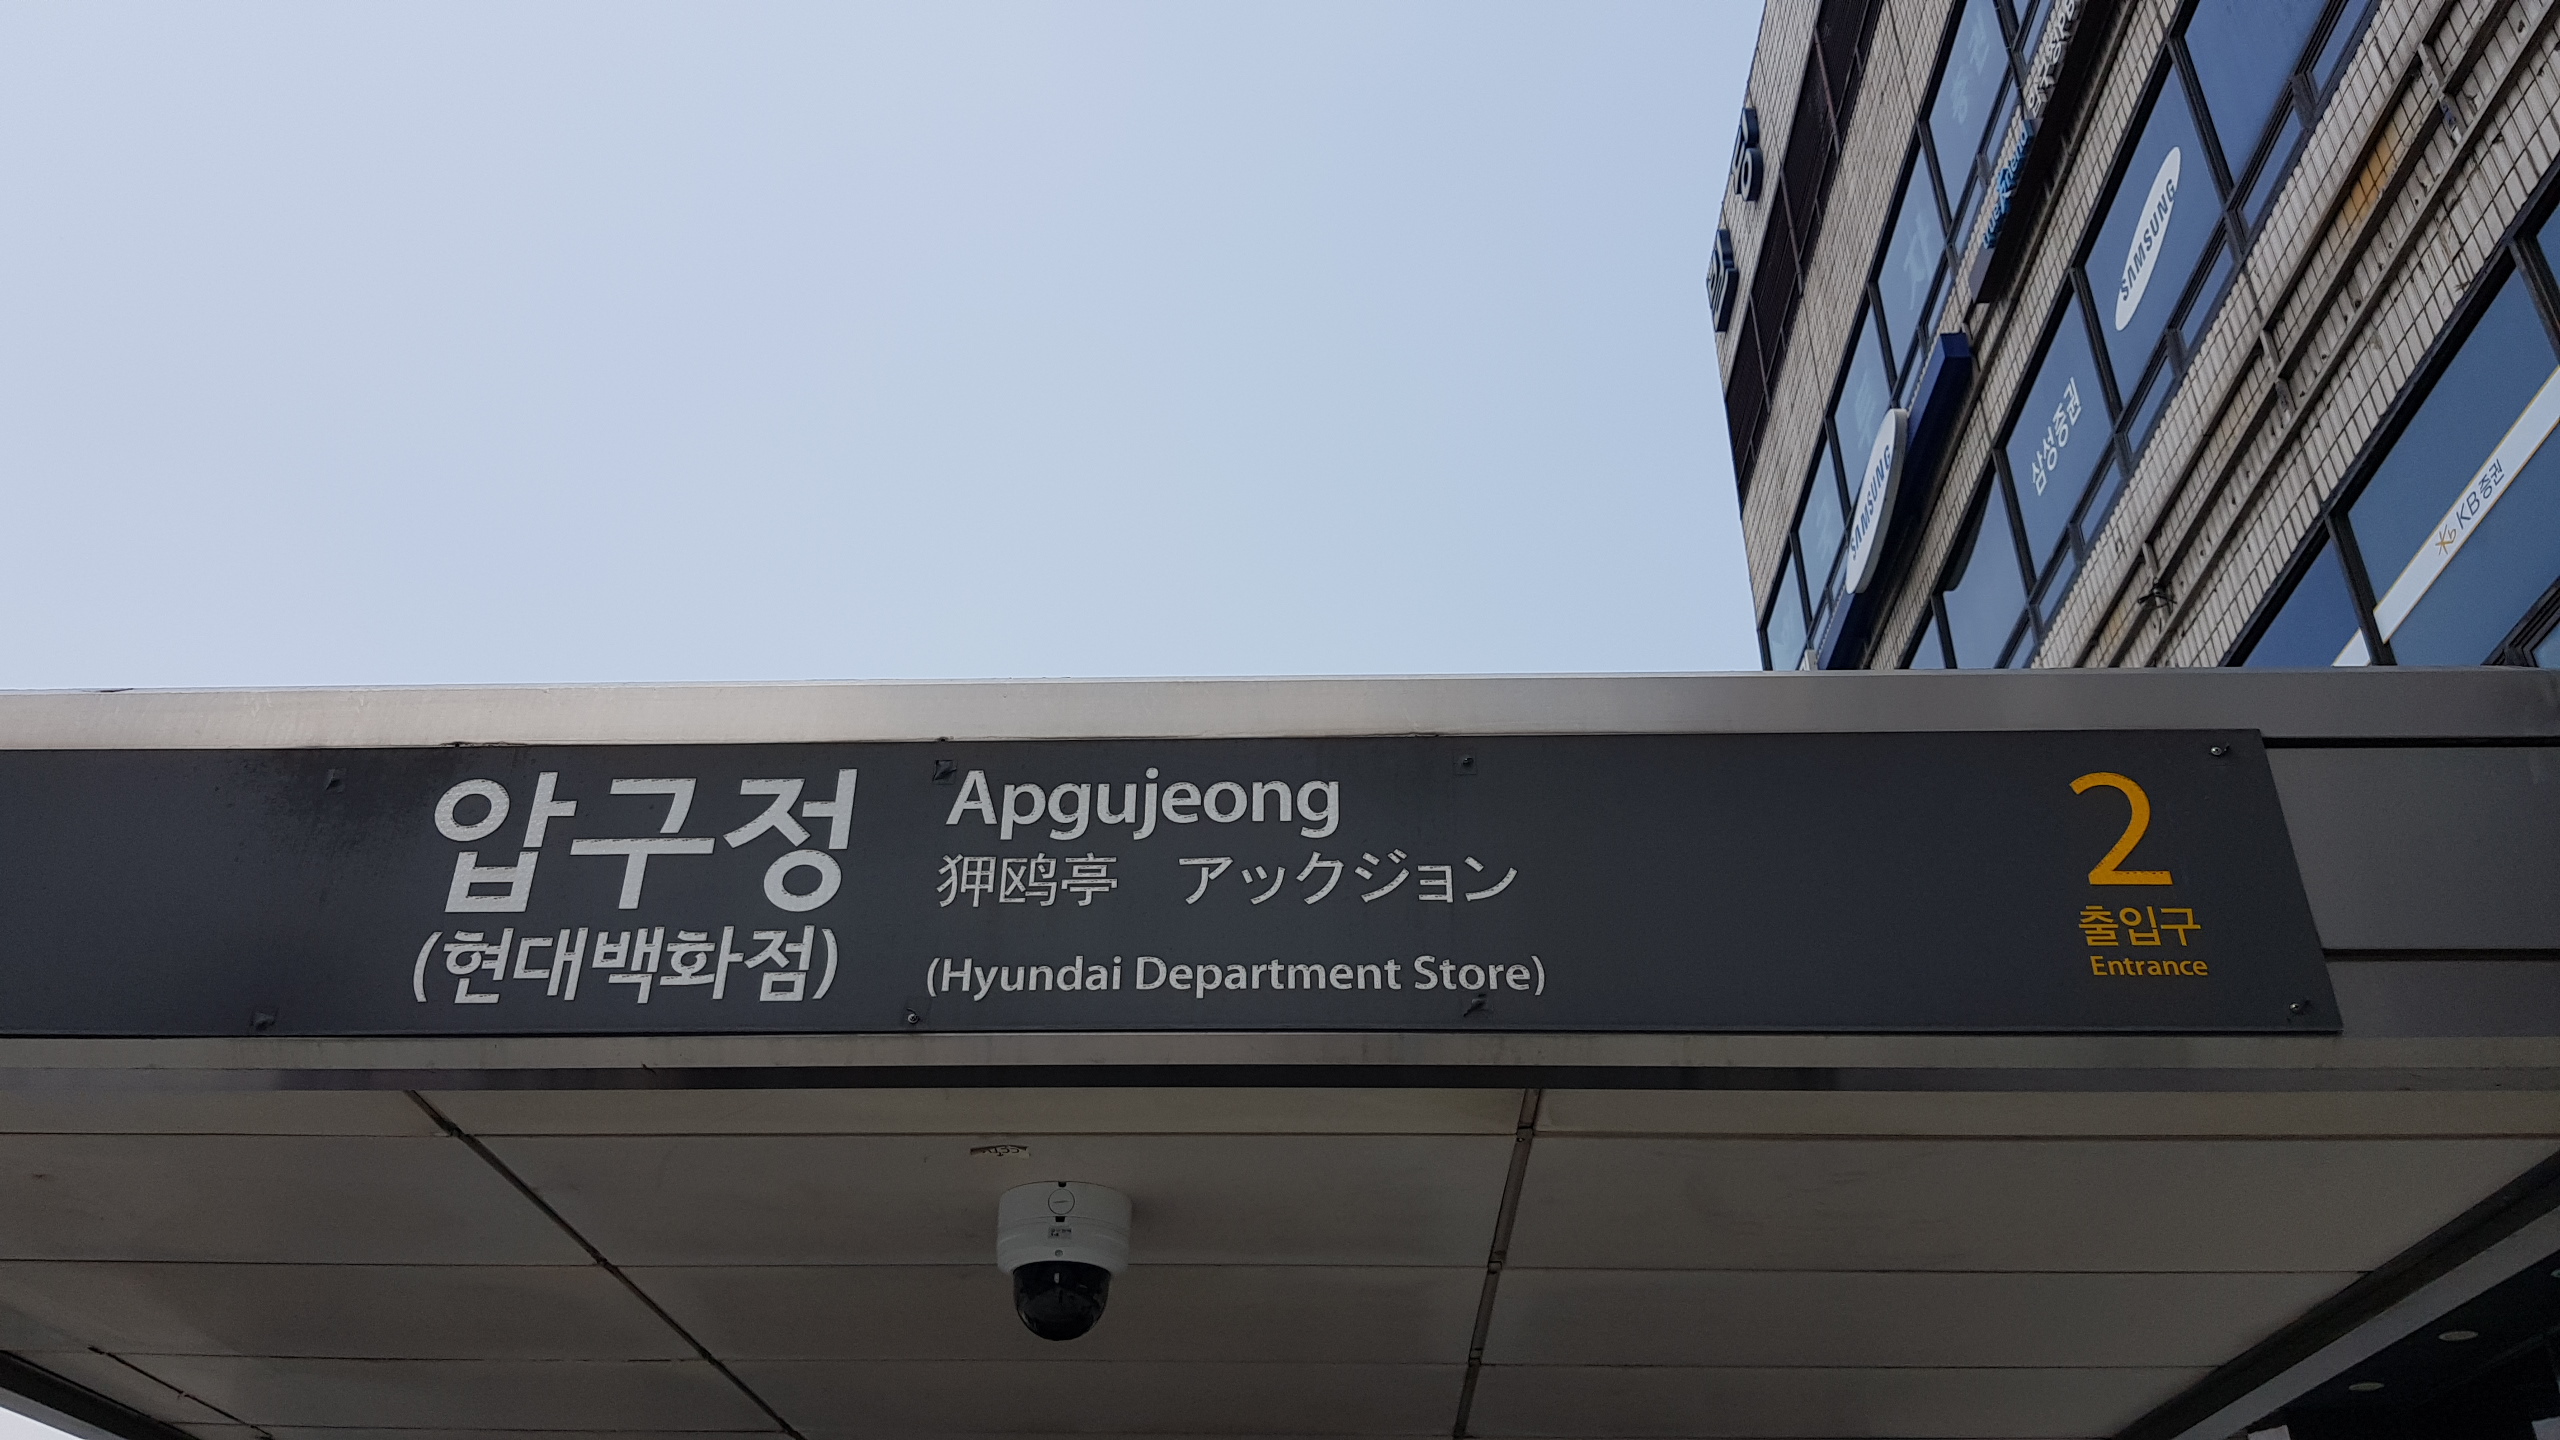 압구정
(현대백화점)
Apgujeong
狎鸥亭 アックジョン
(Hyundai Department Store)
2
출입구
Entrance
SAMSUNG
삼성증권
SAMSUNG
KB증권